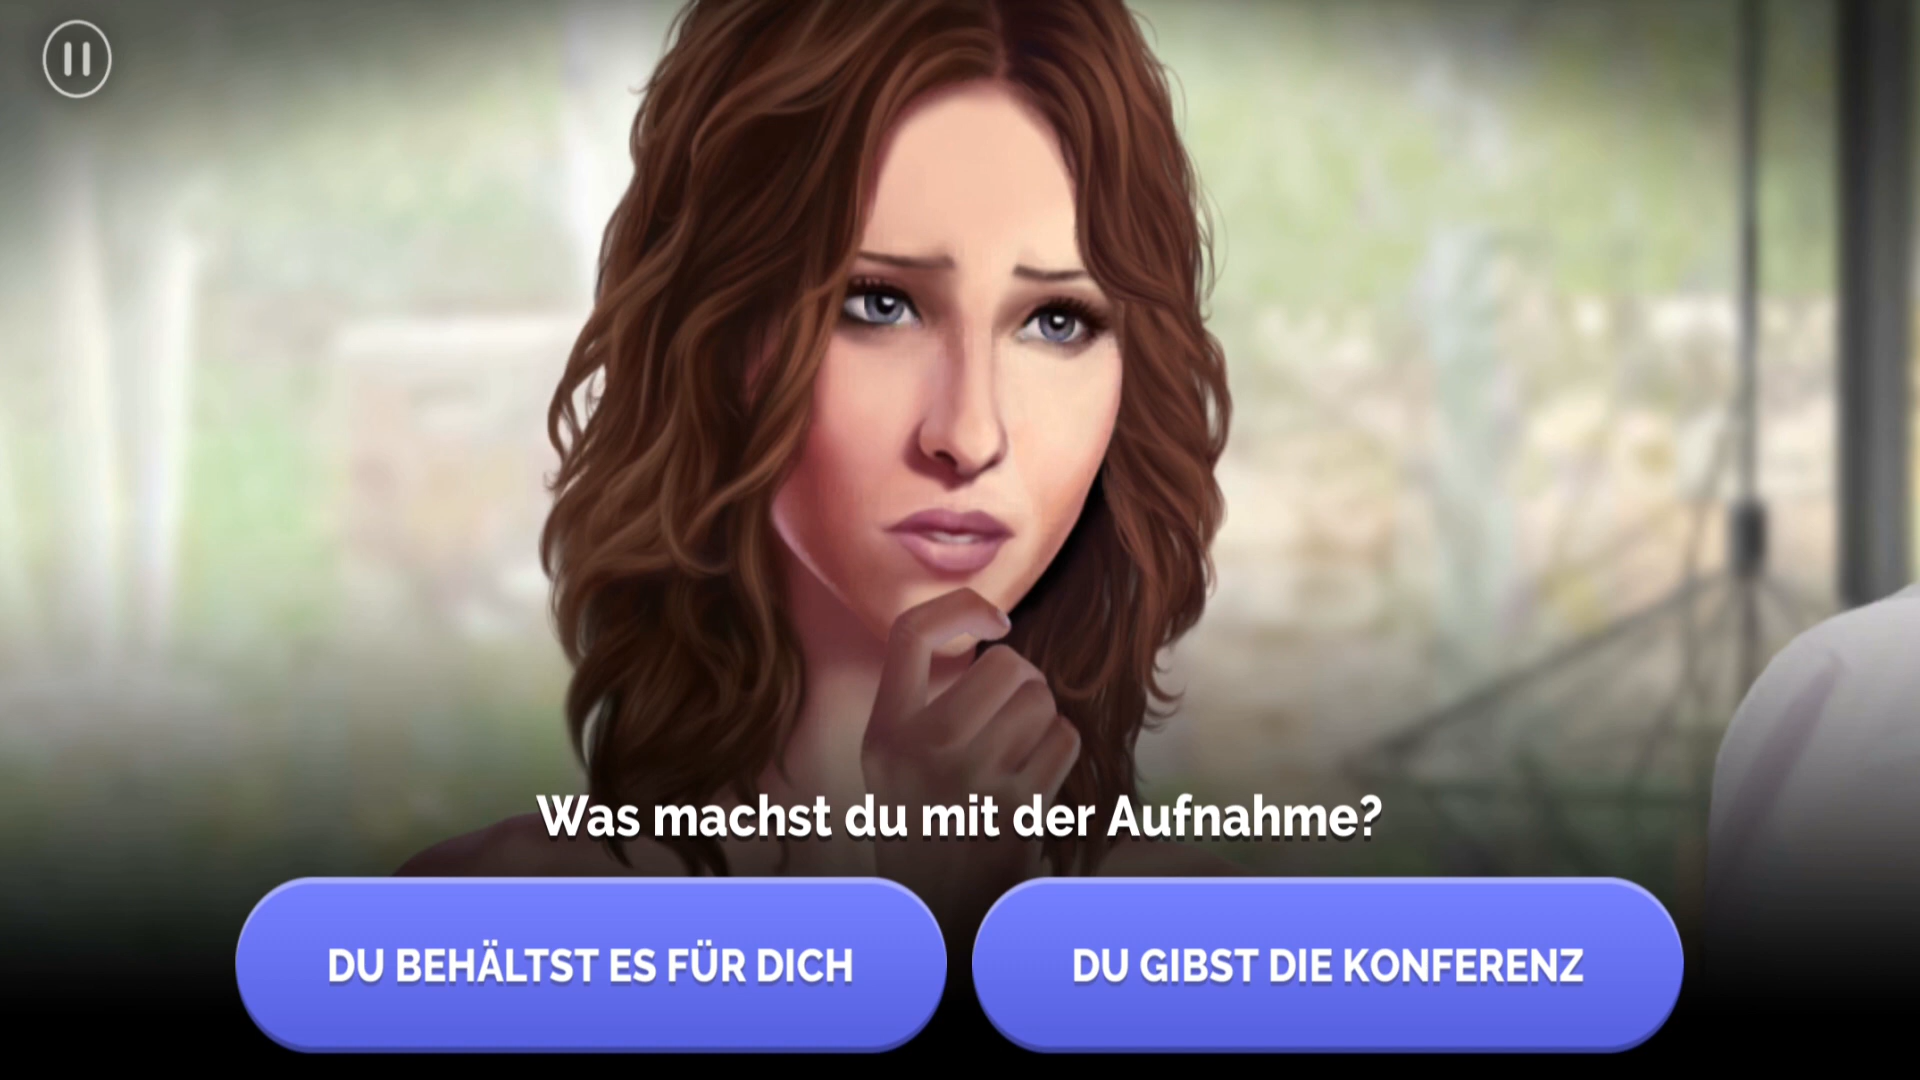 Was machst du mit der Aufnahme?
DU BEHÄLTST ES FÜR DICH
DU GIBST DIE KONFERENZ